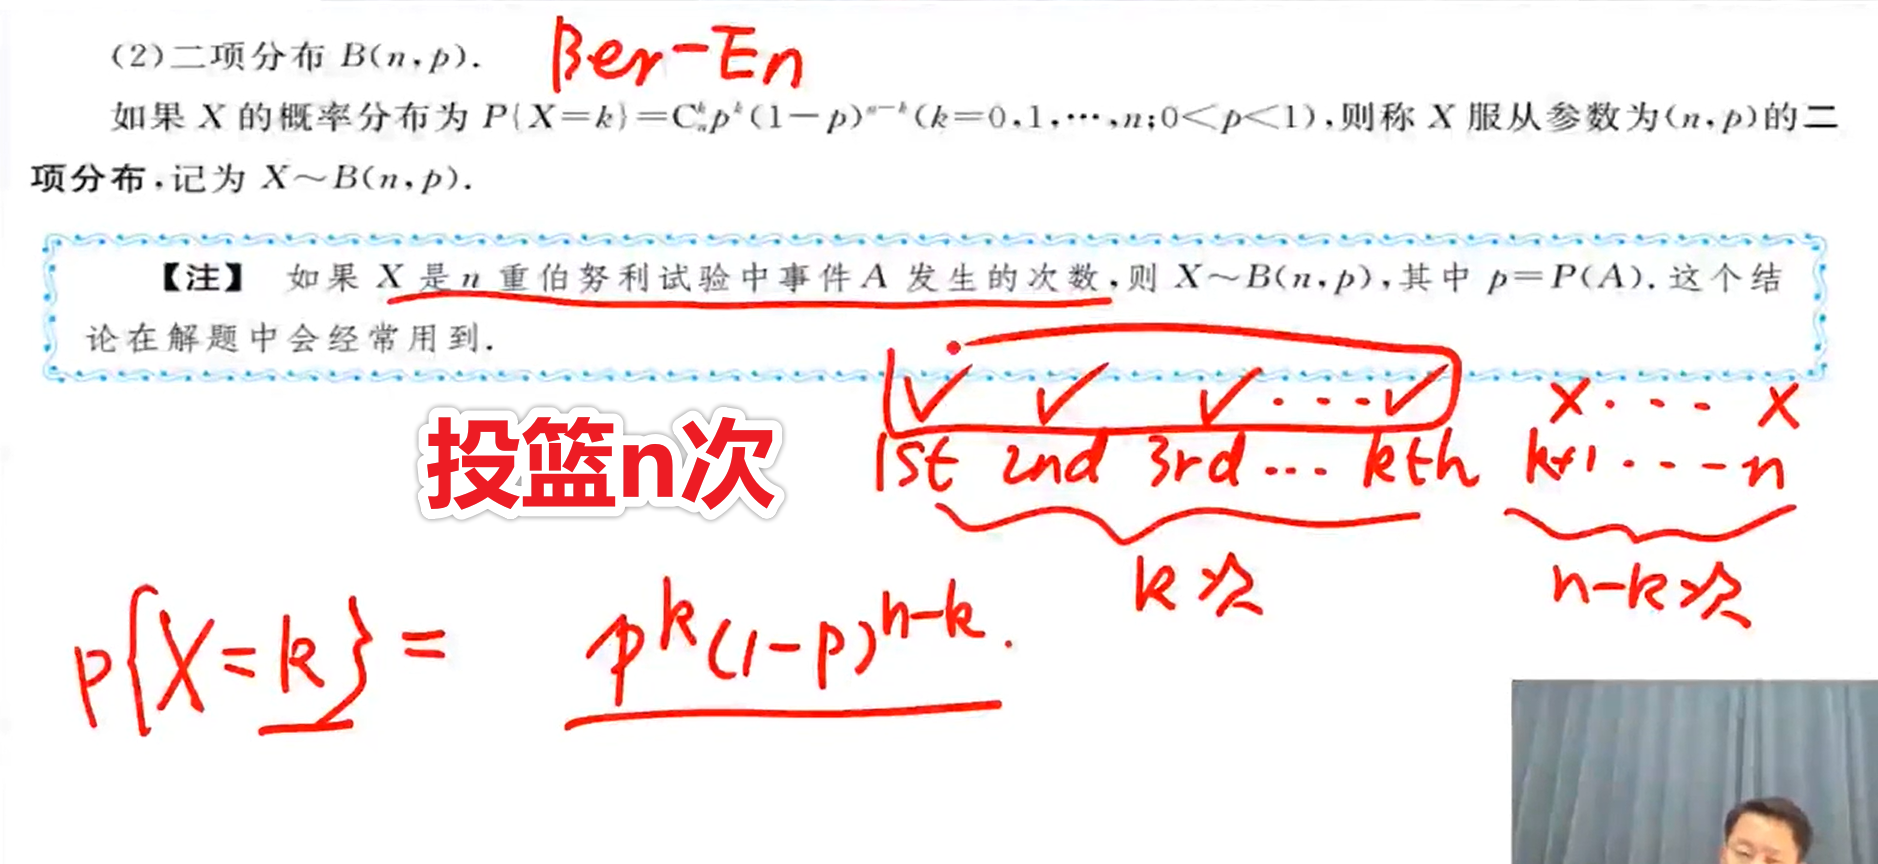 (2)二项分布 B(n,p). Ber-En
如果 X 的概率分布为 P{X=k}=Cₙᵏpᵏ(1-p)ⁿ⁻ᵏ(k=0,1,…,n;0<p<1),则称 X 服从参数为(n,p)的二
项分布,记为 X～B(n,p).
【注】 如果 X 是 n 重伯努利试验中事件 A 发生的次数,则 X～B(n,p),其中 p=P(A).这个结
论在解题中会经常用到.
✓ ✓ ✓ ... ✓ × ... ×
投篮n次
1st 2nd 3rd ... kth k+1 ... n
k次 n-k次
P{X=k}= pᵏ(1-p)ⁿ⁻ᵏ.